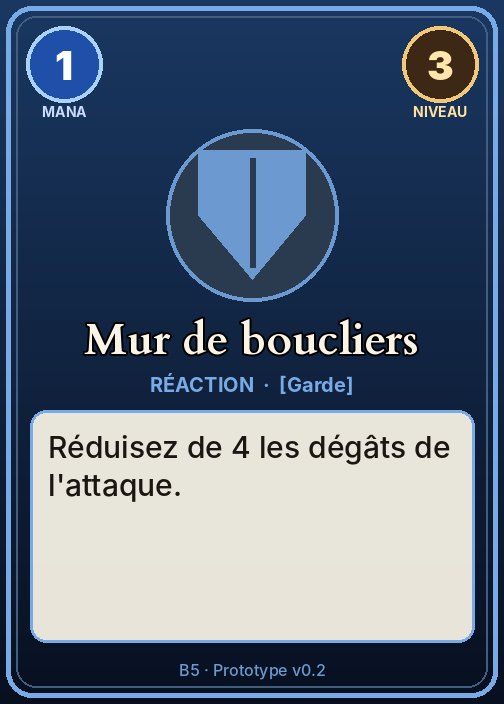 1
3
MANA
NIVEAU
Mur de boucliers
RÉACTION · [Garde]
Réduisez de 4 les dégâts de
l'attaque.
B5 · Prototype v0.2